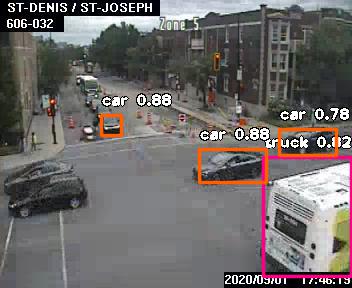 ST-DENIS / ST-JOSEPH
606-032
Zone 5
car 0.88
car 0.78
car 0.88
truck 0.82
2020/09/01 17:46:19